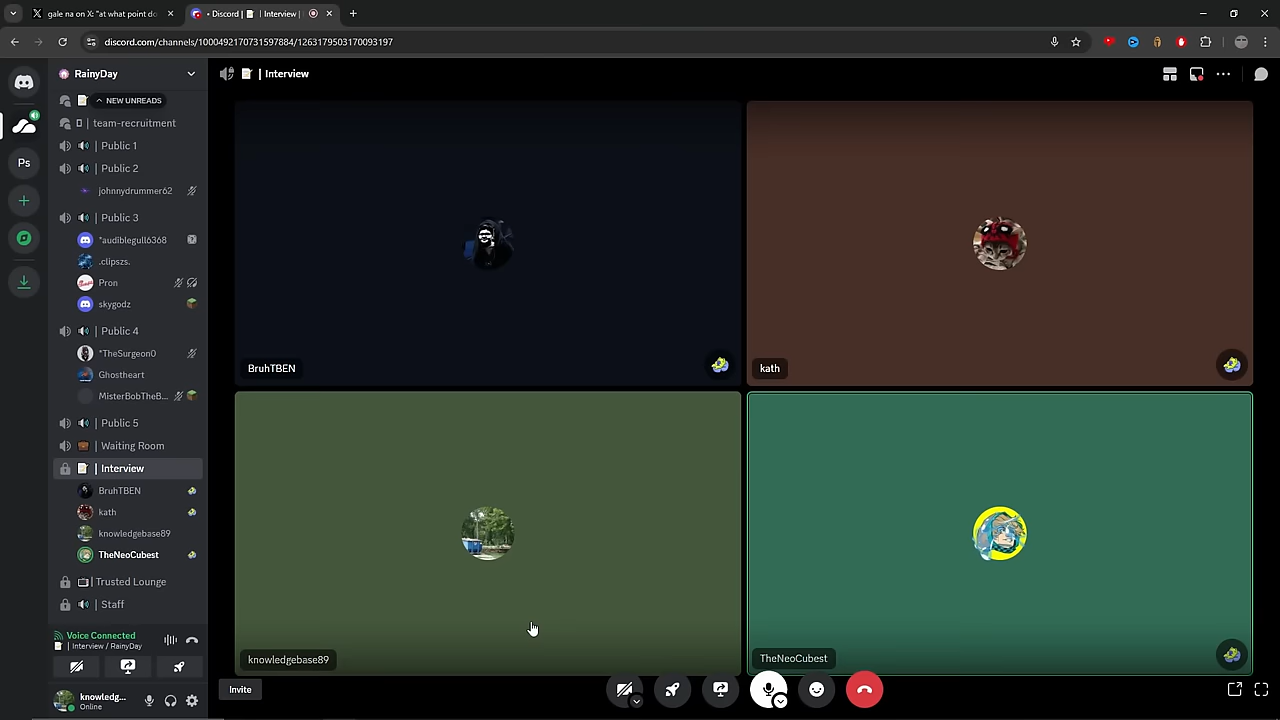 gale na on X: "at what point do
• Discord | | Interview |
discord.com/channels/1000492170731597884/1263179503170093197
RainyDay
NEW UNREADS
| team-recruitment
| Public 1
| Public 2
johnnydrummer62
| Public 3
*audiblegull6368
.clipszs.
Pron
skygodz
| Public 4
*TheSurgeon0
Ghostheart
MisterBobTheB...
| Public 5
| Waiting Room
| Interview
BruhTBEN
kath
knowledgebase89
TheNeoCubest
| Trusted Lounge
| Staff
Voice Connected
| Interview / RainyDay
knowledg...
Online
Ps
| Interview
BruhTBEN
kath
knowledgebase89
TheNeoCubest
Invite